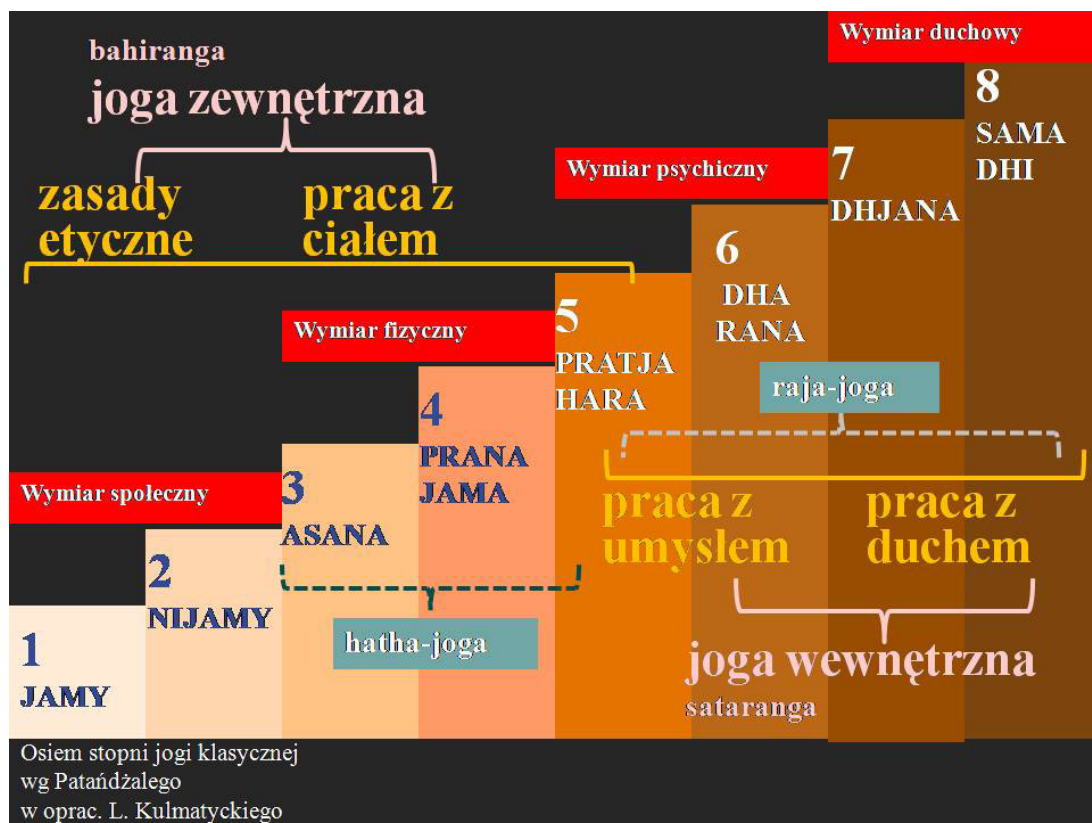 bahiranga
joga zewnętrzna
zasady
etyczne
praca z
ciałem
Wymiar duchowy
Wymiar psychiczny
Wymiar fizyczny
Wymiar społeczny
1
JAMY
2
NIJAMY
3
ASANA
4
PRANA
JAMA
5
PRATJA
HARA
6
DHA
RANA
7
DHJANA
8
SAMA
DHI
hatha-joga
raja-joga
praca z
umysłem
praca z
duchem
joga wewnętrzna
sataranga
Osiem stopni jogi klasycznej
wg Patańdżalego
w oprac. L. Kulmatyckiego